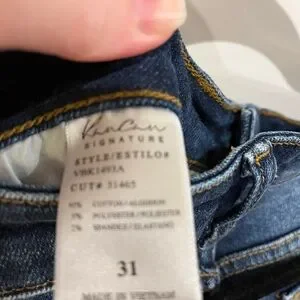 KanCan
SIGNATURE
STYLE/ESTILO#
CUT# 31465
COTTON/ALGODON
POLYESTER/POLIESTER
SPANDEX/ELASTANO
31
MADE IN VIETNAM